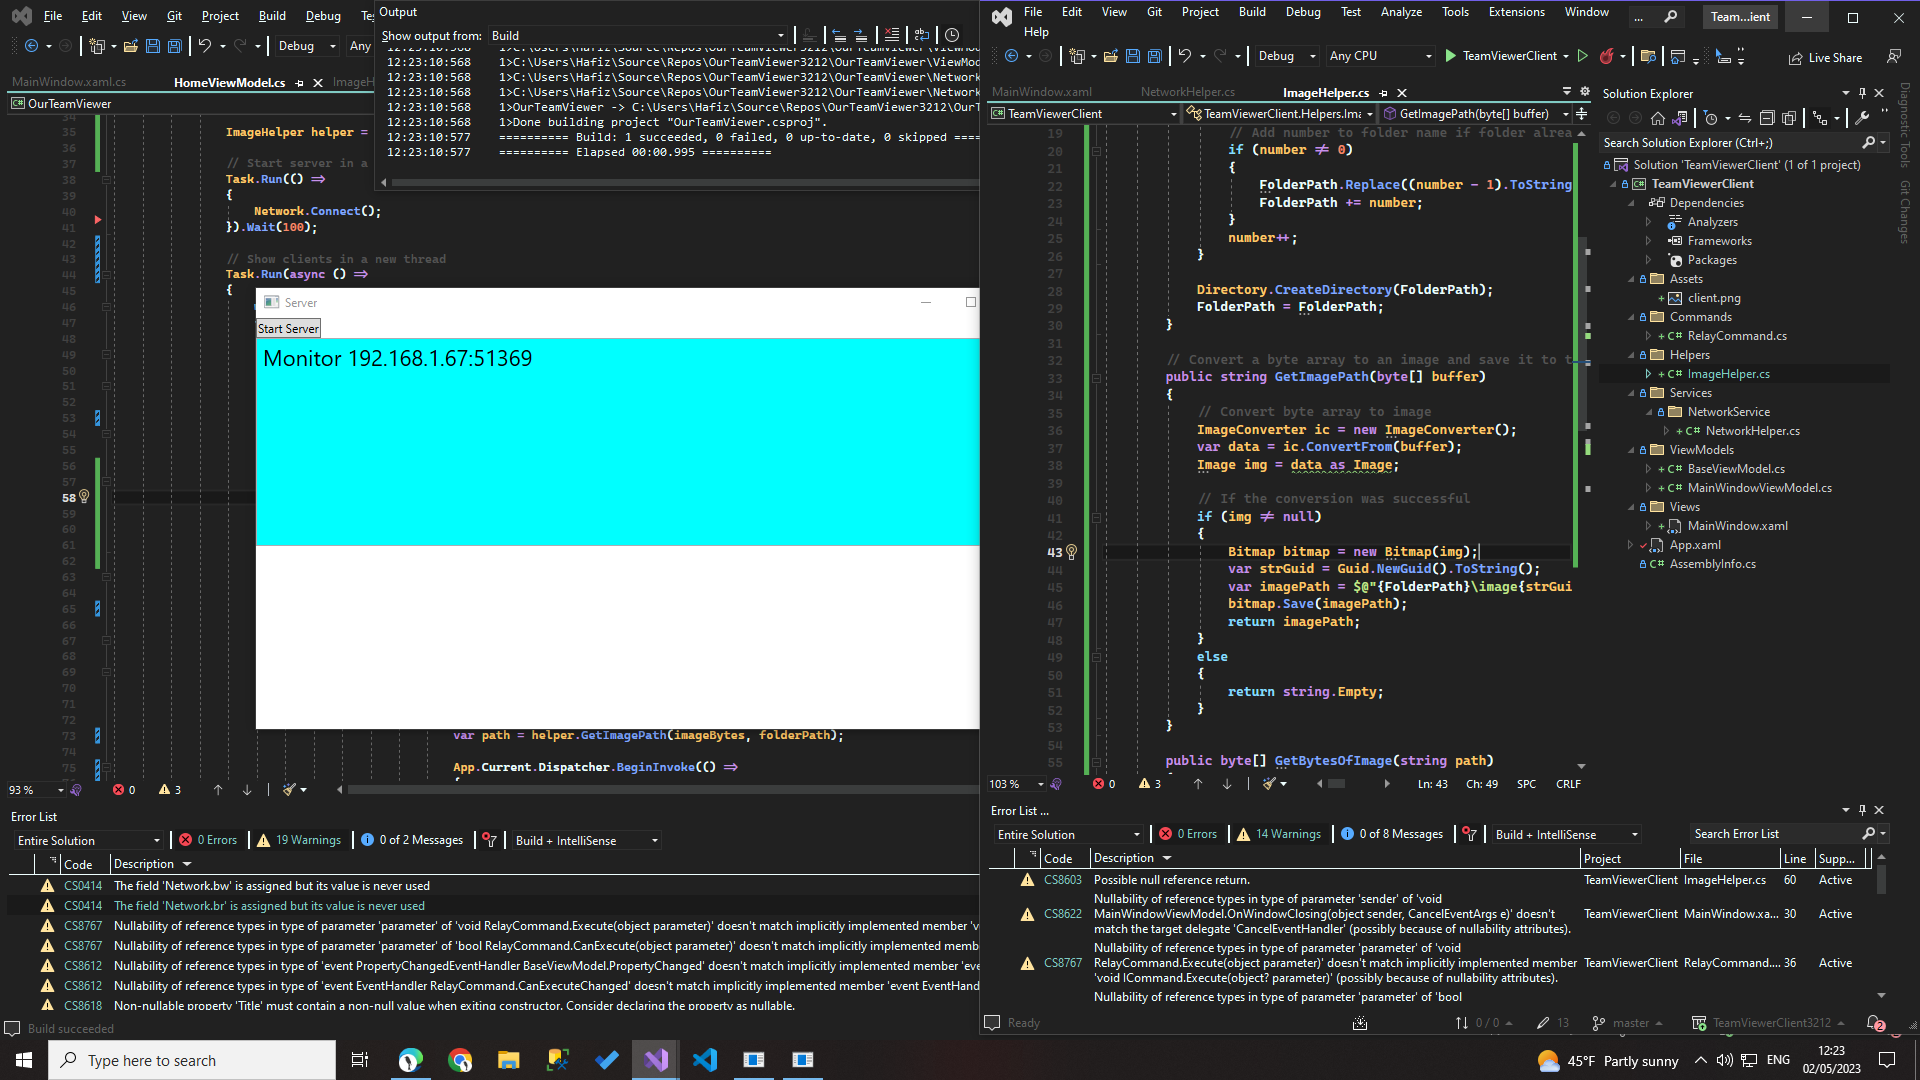 File Edit View Git Project Build Debug
Debug Any
MainWindow.xaml.cs HomeViewModel.cs
OurTeamViewer
Output
Show output from: Build
12:23:10:568 1>C:\Users\Hafiz\Source\Repos\OurTeamViewer3212\OurTeamViewer\ViewMod
12:23:10:568 1>C:\Users\Hafiz\Source\Repos\OurTeamViewer3212\OurTeamViewer\Network
12:23:10:568 1>C:\Users\Hafiz\Source\Repos\OurTeamViewer3212\OurTeamViewer\Network
12:23:10:568 1>OurTeamViewer -> C:\Users\Hafiz\Source\Repos\OurTeamViewer3212\OurT
12:23:10:568 1>Done building project "OurTeamViewer.csproj".
12:23:10:577 ========== Build: 1 succeeded, 0 failed, 0 up-to-date, 0 skipped ====
12:23:10:577 ========== Elapsed 00:00.995 ==========
35 ImageHelper helper =
36
37 // Start server in a
38 Task.Run(() =>
39 {
40 Network.Connect();
41 }).Wait(100);
42
43 // Show clients in a new thread
44 Task.Run(async () =>
45 {
Server
Start Server
Monitor 192.168.1.67:51369
73 var path = helper.GetImagePath(imageBytes, folderPath);
74
75 App.Current.Dispatcher.BeginInvoke(() =>
93 % 0 3
Error List
Entire Solution 0 Errors 19 Warnings 0 of 2 Messages Build + IntelliSense
Code Description
CS0414 The field 'Network.bw' is assigned but its value is never used
CS0414 The field 'Network.br' is assigned but its value is never used
CS8767 Nullability of reference types in type of parameter 'parameter' of 'void RelayCommand.Execute(object parameter)' doesn't match implicitly implemented member 'v
CS8767 Nullability of reference types in type of parameter 'parameter' of 'bool RelayCommand.CanExecute(object parameter)' doesn't match implicitly implemented memb
CS8612 Nullability of reference types in type of 'event PropertyChangedEventHandler BaseViewModel.PropertyChanged' doesn't match implicitly implemented member 'eve
CS8612 Nullability of reference types in type of 'event EventHandler RelayCommand.CanExecuteChanged' doesn't match implicitly implemented member 'event EventHand
CS8618 Non-nullable property 'Title' must contain a non-null value when exiting constructor. Consider declaring the property as nullable.
Build succeeded
File Edit View Git Project Build Debug Test Analyze Tools Extensions Window ... Team...ient
Help
Debug Any CPU TeamViewerClient Live Share
MainWindow.xaml.cs NetworkHelper.cs ImageHelper.cs
TeamViewerClient TeamViewerClient.Helpers.Ima GetImagePath(byte[] buffer)
19 // Add number to folder name if folder alrea
20 if (number ≠ 0)
21 {
22 FolderPath.Replace((number - 1).ToString
23 FolderPath += number;
24 }
25 number++;
26 }
27
28 Directory.CreateDirectory(FolderPath);
29 FolderPath = FolderPath;
30 }
31
32 // Convert a byte array to an image and save it to t
33 public string GetImagePath(byte[] buffer)
34 {
35 // Convert byte array to image
36 ImageConverter ic = new ImageConverter();
37 var data = ic.ConvertFrom(buffer);
38 Image img = data as Image;
39
40 // If the conversion was successful
41 if (img ≠ null)
42 {
43 Bitmap bitmap = new Bitmap(img);
44 var strGuid = Guid.NewGuid().ToString();
45 var imagePath = $@"{FolderPath}\image{strGui
46 bitmap.Save(imagePath);
47 return imagePath;
48 }
49 else
50 {
51 return string.Empty;
52 }
53 }
54
55 public byte[] GetBytesOfImage(string path)
103 % 0 3 Ln: 43 Ch: 49 SPC CRLF
Error List ...
Entire Solution 0 Errors 14 Warnings 0 of 8 Messages Build + IntelliSense Search Error List
Code Description Project File Line Supp...
CS8603 Possible null reference return. TeamViewerClient ImageHelper.cs 60 Active
Nullability of reference types in type of parameter 'sender' of 'void
CS8622 MainWindowViewModel.OnWindowClosing(object sender, CancelEventArgs e)' doesn't TeamViewerClient MainWindow.xa... 30 Active
match the target delegate 'CancelEventHandler' (possibly because of nullability attributes).
Nullability of reference types in type of parameter 'parameter' of 'void
CS8767 RelayCommand.Execute(object parameter)' doesn't match implicitly implemented member TeamViewerClient RelayCommand.... 36 Active
'void ICommand.Execute(object? parameter)' (possibly because of nullability attributes).
Nullability of reference types in type of parameter 'parameter' of 'bool
Ready 0 / 0 13 master TeamViewerClient3212 2
Solution Explorer
Search Solution Explorer (Ctrl+;)
Solution 'TeamViewerClient' (1 of 1 project)
TeamViewerClient
Dependencies
Analyzers
Frameworks
Packages
Assets
client.png
Commands
RelayCommand.cs
Helpers
ImageHelper.cs
Services
NetworkService
NetworkHelper.cs
ViewModels
BaseViewModel.cs
MainWindowViewModel.cs
Views
MainWindow.xaml
App.xaml
AssemblyInfo.cs
Diagnostic Tools
Git Changes
Type here to search
45°F Partly sunny ENG 12:23
02/05/2023